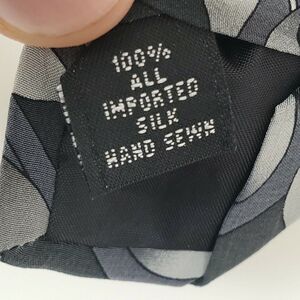 100%
ALL
IMPORTED
SILK
HAND SEWN